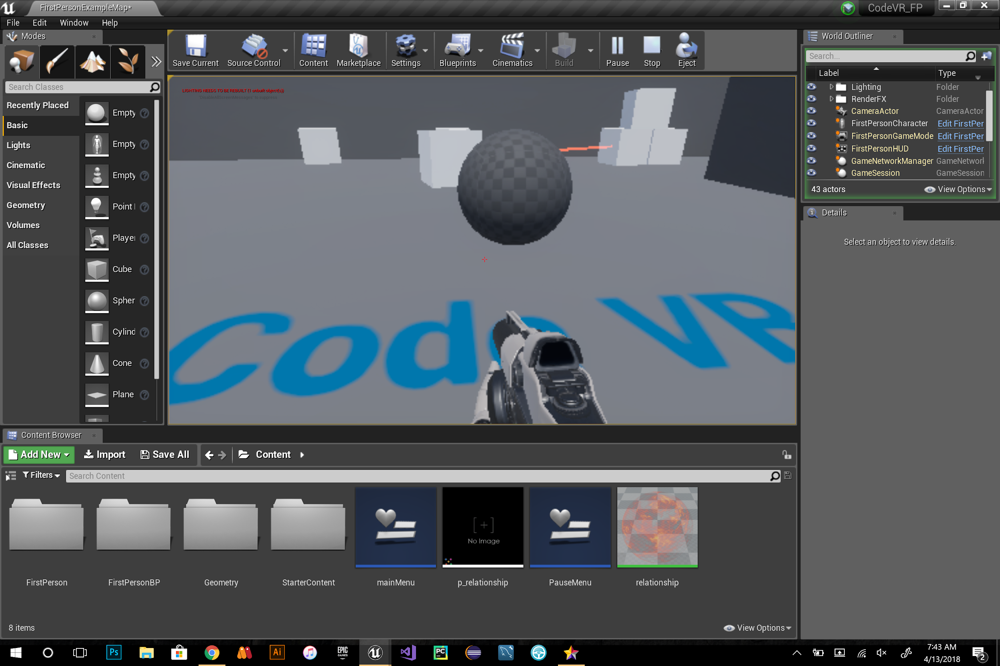 FirstPersonExampleMap*
CodeVR_FP
File Edit Window Help
Modes
Save Current
Source Control
Content
Marketplace
Settings
Blueprints
Cinematics
Build
Pause
Stop
Eject
Search Classes
Recently Placed
Basic
Lights
Cinematic
Visual Effects
Geometry
Volumes
All Classes
Empty
Empty
Empty
Point
Player
Cube
Spher
Cylind
Cone
Plane
LIGHTING NEEDS TO BE REBUILT (1 unbuilt object(s))
'DisableAllScreenMessages' to suppress
Code VR
World Outliner
Search...
Label Type
Lighting Folder
RenderFX Folder
CameraActor CameraActor
FirstPersonCharacter Edit FirstPer
FirstPersonGameMode Edit FirstPer
FirstPersonHUD Edit FirstPer
GameNetworkManager GameNetwork
GameSession GameSession
43 actors View Options
Details
Select an object to view details.
Content Browser
Add New Import Save All Content
Filters Search Content
No Image
FirstPerson
FirstPersonBP
Geometry
StarterContent
mainMenu
p_relationship
PauseMenu
relationship
8 items View Options
Ps
Ai
EPIC
GAMES
PC
7:43 AM
4/13/2018
2